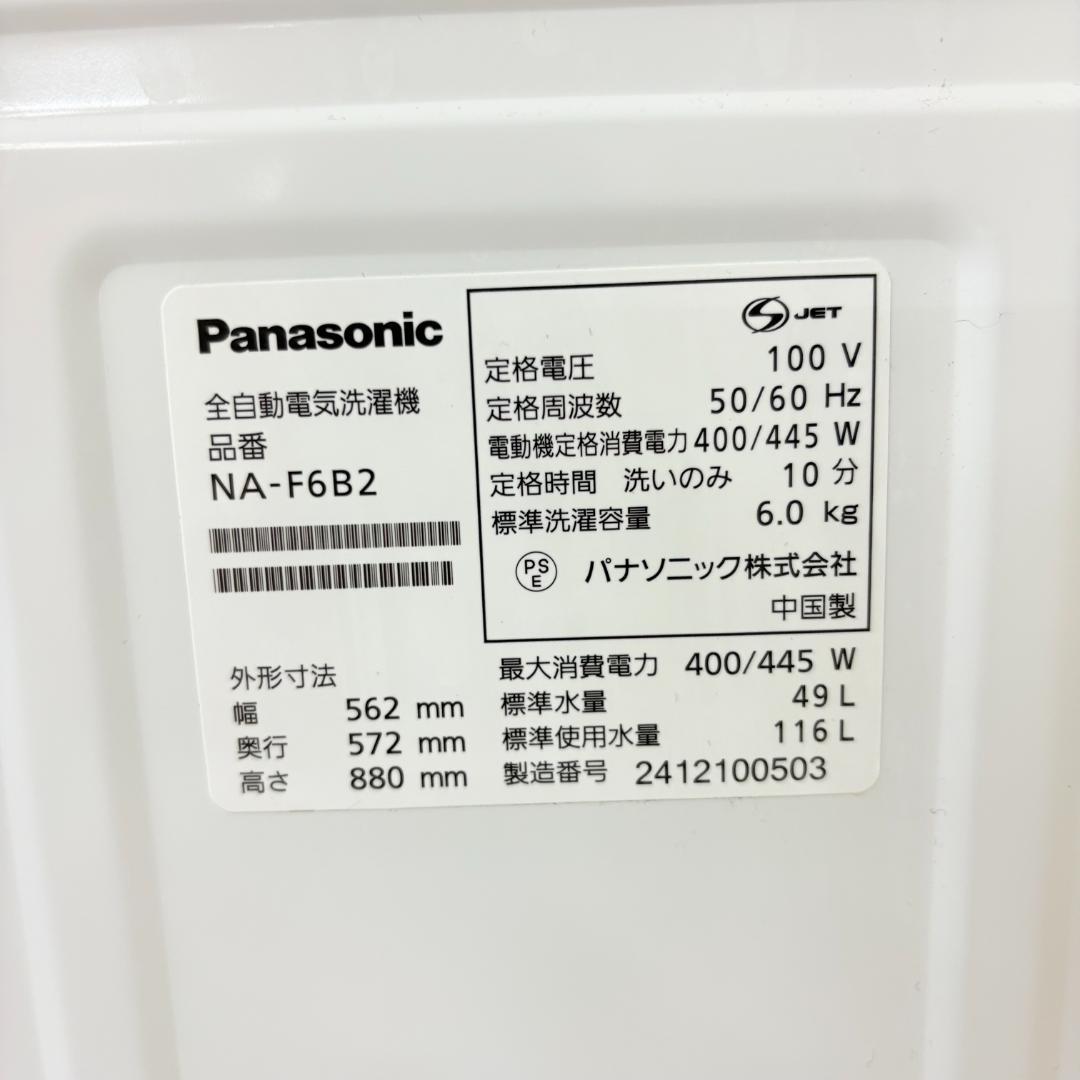 Panasonic
全自動電気洗濯機
品番
NA-F6B2
外形寸法
幅 562 mm
奥行 572 mm
高さ 880 mm
JET
定格電圧 100 V
定格周波数 50/60 Hz
電動機定格消費電力 400/445 W
定格時間 洗いのみ 10 分
標準洗濯容量 6.0 kg
PS
E
パナソニック株式会社
中国製
最大消費電力 400/445 W
標準水量 49 L
標準使用水量 116 L
製造番号 2412100503